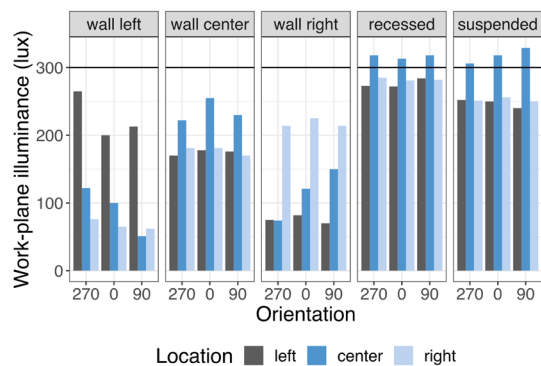 wall left wall center wall right recessed suspended
Work-plane illuminance (lux)
300
200
100
0
270 0 90 270 0 90 270 0 90 270 0 90 270 0 90
Orientation
Location left center right